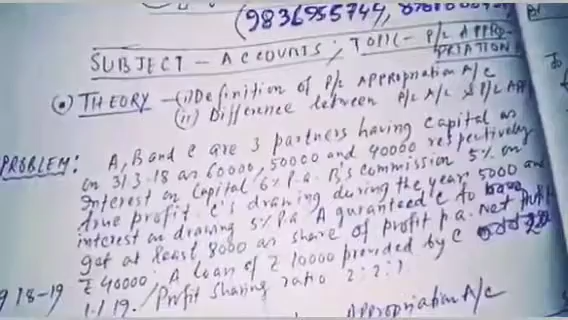 (9836955744,
SUBJECT - ACCOUNTS; TOPIC - P/L APPRO-
PRIATION
THEORY - (i) Definition of P/L APPROPRIATION A/C
(ii) Difference between P/L A/C & P/L APP
PROBLEM: A, B and C are 3 partners having capital as
on 31.3.18 as 60000, 50000 and 40000 respectively
Interest on Capital 6% p.a. B's commission 5% on
true profit. C's drawing during the year 5000 and
interest on drawing 5% P.a. A guranteed C to
get at least 8000 as share of profit p.a. Net
₹ 40000. A loan of ₹ 10000 provided by C
18-19 1.1.19. / Profit sharing ratio 2:2:1
Appropriation A/C